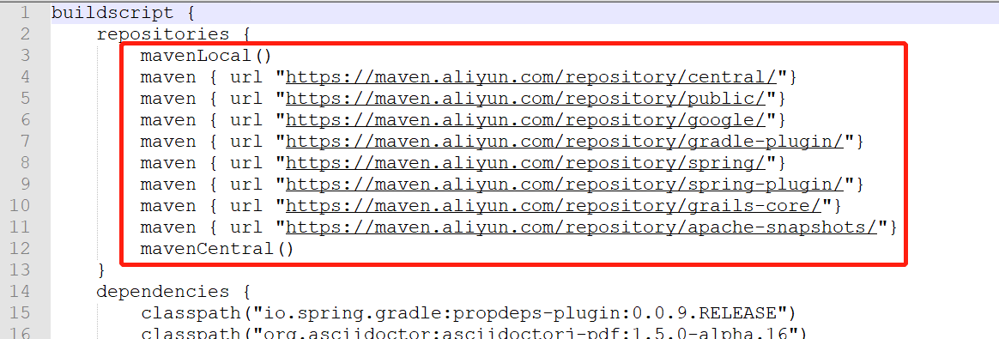 1 buildscript {
2 repositories {
3 mavenLocal()
4 maven { url "https://maven.aliyun.com/repository/central/"}
5 maven { url "https://maven.aliyun.com/repository/public/"}
6 maven { url "https://maven.aliyun.com/repository/google/"}
7 maven { url "https://maven.aliyun.com/repository/gradle-plugin/"}
8 maven { url "https://maven.aliyun.com/repository/spring/"}
9 maven { url "https://maven.aliyun.com/repository/spring-plugin/"}
10 maven { url "https://maven.aliyun.com/repository/grails-core/"}
11 maven { url "https://maven.aliyun.com/repository/apache-snapshots/"}
12 mavenCentral()
13 }
14 dependencies {
15 classpath("io.spring.gradle:propdeps-plugin:0.0.9.RELEASE")
16 classpath("org.asciidoctor:asciidoctorj-pdf:1.5.0-alpha.16")